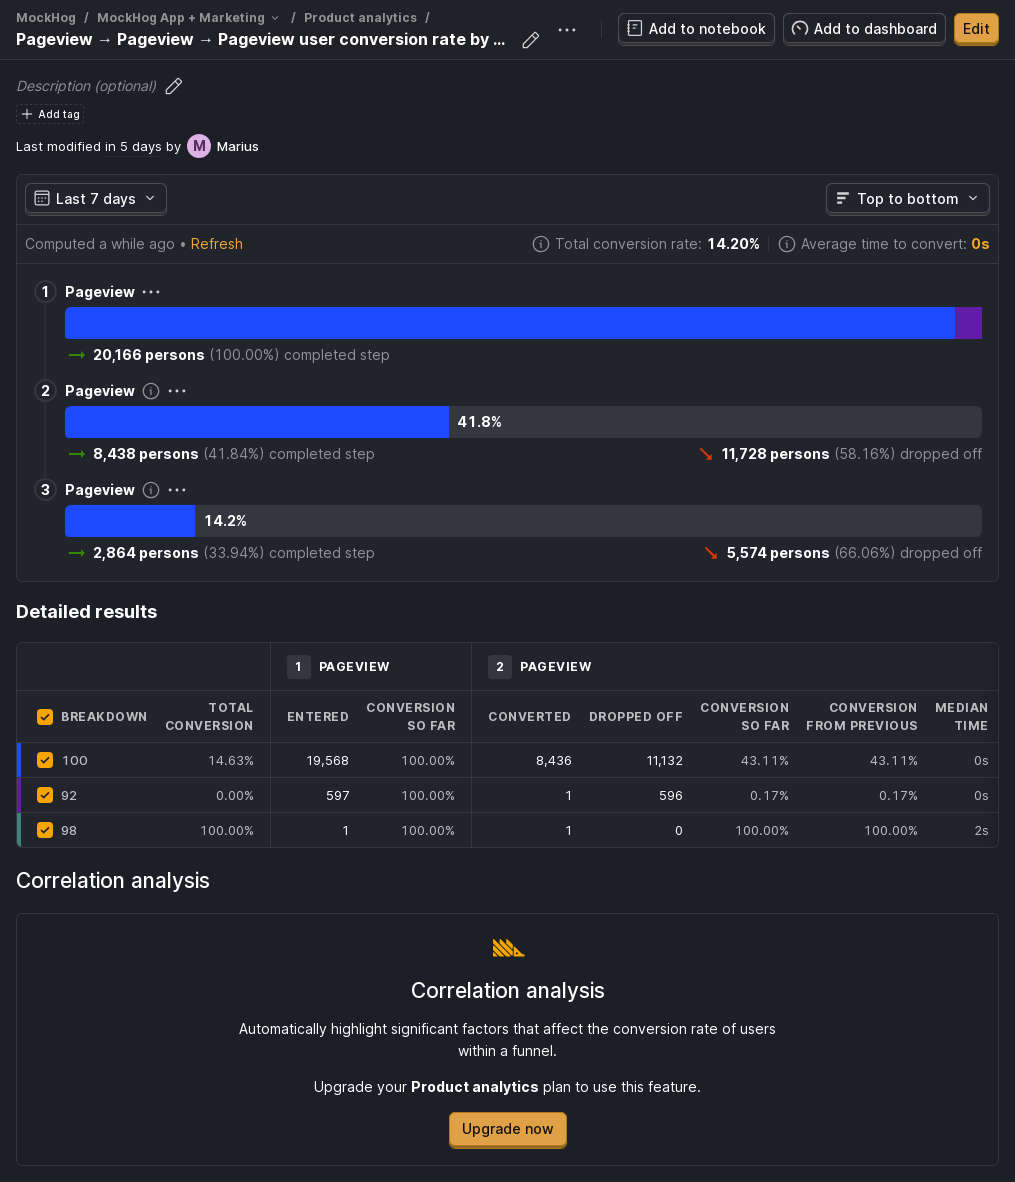 MockHog / MockHog App + Marketing / Product analytics /
Pageview → Pageview → Pageview user conversion rate by ...
Add to notebook
Add to dashboard
Edit
Description (optional)
Add tag
Last modified in 5 days by M Marius
Last 7 days
Top to bottom
Computed a while ago • Refresh
Total conversion rate: 14.20%
Average time to convert: 0s
1 Pageview
20,166 persons (100.00%) completed step
2 Pageview
41.8%
8,438 persons (41.84%) completed step
11,728 persons (58.16%) dropped off
3 Pageview
14.2%
2,864 persons (33.94%) completed step
5,574 persons (66.06%) dropped off
Detailed results
1 PAGEVIEW 2 PAGEVIEW
BREAKDOWN TOTAL CONVERSION ENTERED CONVERSION SO FAR CONVERTED DROPPED OFF CONVERSION SO FAR CONVERSION FROM PREVIOUS MEDIAN TIME
100 14.63% 19,568 100.00% 8,436 11,132 43.11% 43.11% 0s
92 0.00% 597 100.00% 1 596 0.17% 0.17% 0s
98 100.00% 1 100.00% 1 0 100.00% 100.00% 2s
Correlation analysis
Correlation analysis
Automatically highlight significant factors that affect the conversion rate of users
within a funnel.
Upgrade your Product analytics plan to use this feature.
Upgrade now